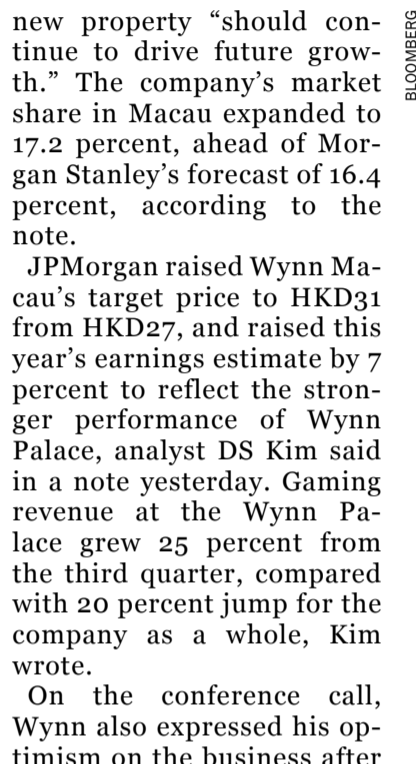 new property “should con-
tinue to drive future grow-
th.” The company’s market
share in Macau expanded to
17.2 percent, ahead of Mor-
gan Stanley’s forecast of 16.4
percent, according to the
note.
JPMorgan raised Wynn Ma-
cau’s target price to HKD31
from HKD27, and raised this
year’s earnings estimate by 7
percent to reflect the stron-
ger performance of Wynn
Palace, analyst DS Kim said
in a note yesterday. Gaming
revenue at the Wynn Pa-
lace grew 25 percent from
the third quarter, compared
with 20 percent jump for the
company as a whole, Kim
wrote.
On the conference call,
Wynn also expressed his op-
timism on the business after
BLOOMBERG